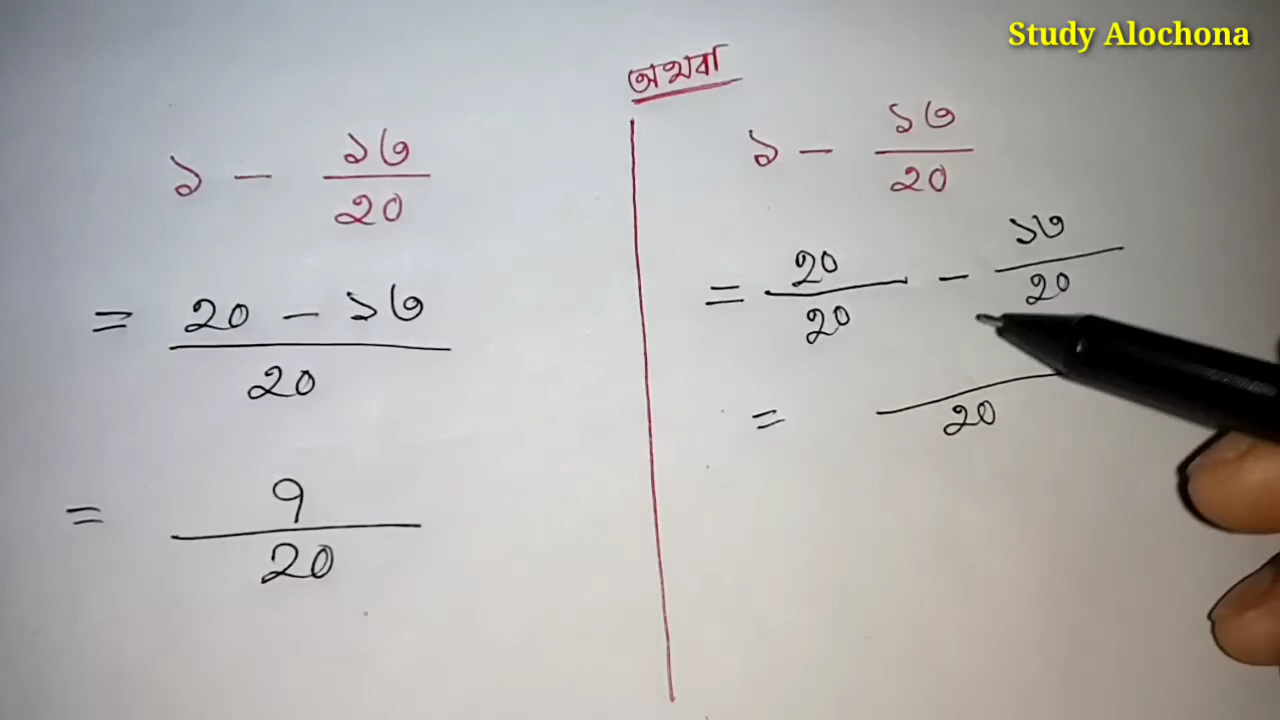 Study Alochona
১ - ১৩
২০
= ২০ - ১৩
২০
= ৭
২০
অথবা
১ - ১৩
২০
= ২০ - ১৩
২০ ২০
=
২০